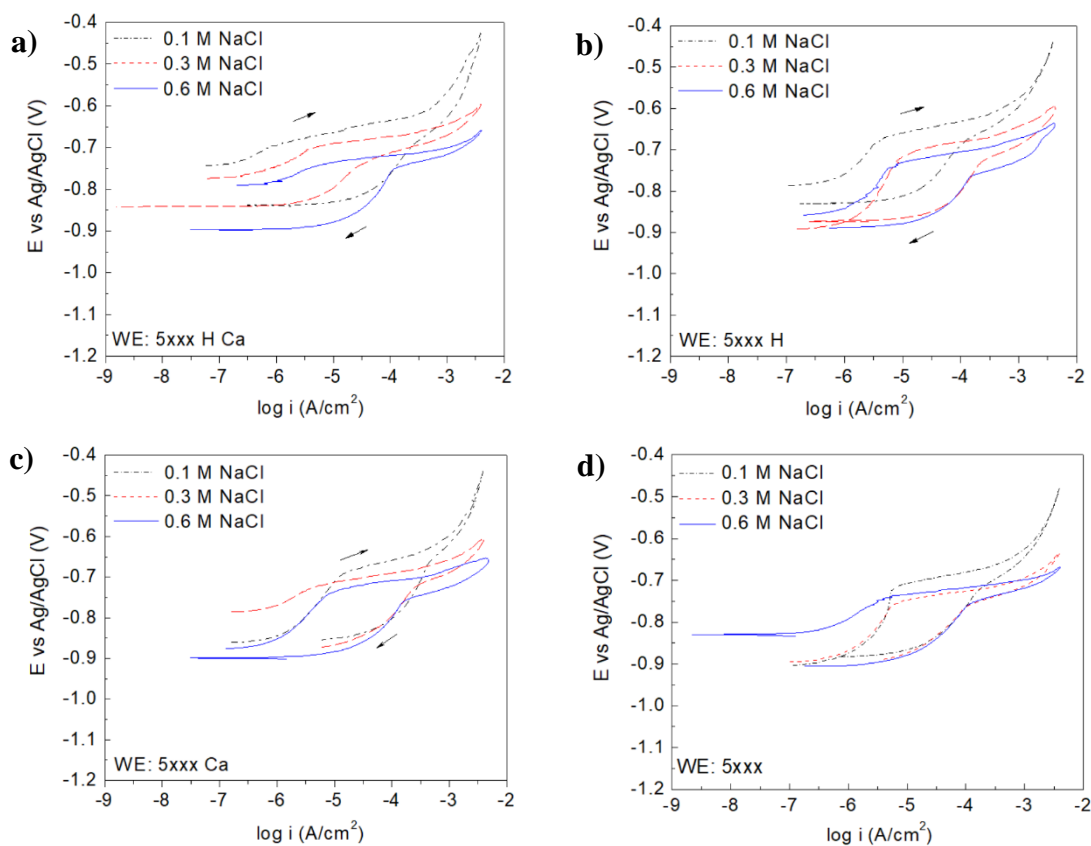 a)
0.1 M NaCl
0.3 M NaCl
0.6 M NaCl
-0.4
-0.5
-0.6
-0.7
-0.8
-0.9
-1.0
-1.1
-1.2
E vs Ag/AgCl (V)
WE: 5xxx H Ca
-9 -8 -7 -6 -5 -4 -3 -2
log i (A/cm²)
b)
0.1 M NaCl
0.3 M NaCl
0.6 M NaCl
-0.4
-0.5
-0.6
-0.7
-0.8
-0.9
-1.0
-1.1
-1.2
E vs Ag/AgCl (V)
WE: 5xxx H
-9 -8 -7 -6 -5 -4 -3 -2
log i (A/cm²)
c)
0.1 M NaCl
0.3 M NaCl
0.6 M NaCl
-0.4
-0.5
-0.6
-0.7
-0.8
-0.9
-1.0
-1.1
-1.2
E vs Ag/AgCl (V)
WE: 5xxx Ca
-9 -8 -7 -6 -5 -4 -3 -2
log i (A/cm²)
d)
0.1 M NaCl
0.3 M NaCl
0.6 M NaCl
-0.4
-0.5
-0.6
-0.7
-0.8
-0.9
-1.0
-1.1
-1.2
E vs Ag/AgCl (V)
WE: 5xxx
-9 -8 -7 -6 -5 -4 -3 -2
log i (A/cm²)